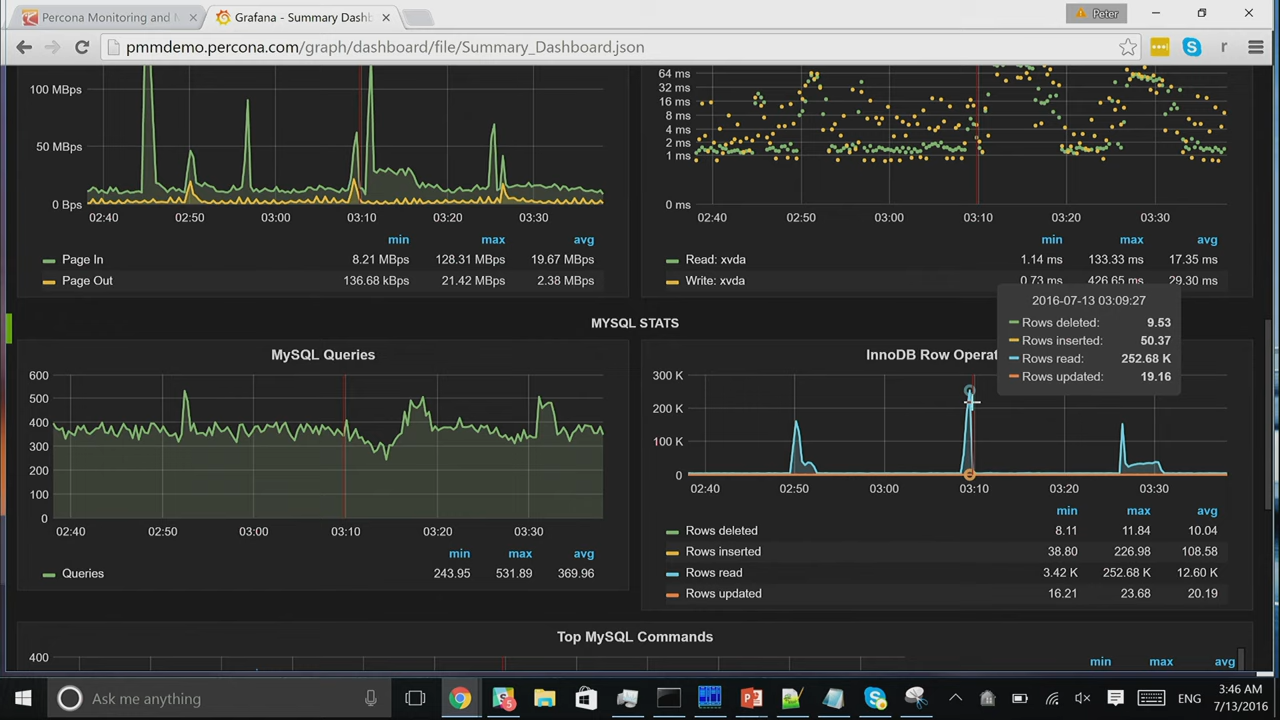 Percona Monitoring and M
Grafana - Summary Dashb
Peter
pmmdemo.percona.com/graph/dashboard/file/Summary_Dashboard.json
100 MBps
50 MBps
0 Bps
02:40 02:50 03:00 03:10 03:20 03:30
min max avg
Page In 8.21 MBps 128.31 MBps 19.67 MBps
Page Out 136.68 kBps 21.42 MBps 2.38 MBps
64 ms
32 ms
16 ms
8 ms
4 ms
2 ms
1 ms
0 ms
02:40 02:50 03:00 03:10 03:20 03:30
min max avg
Read: xvda 1.14 ms 133.33 ms 17.35 ms
Write: xvda 0.73 ms 426.65 ms 29.30 ms
MYSQL STATS
MySQL Queries
600
500
400
300
200
100
0
02:40 02:50 03:00 03:10 03:20 03:30
min max avg
Queries 243.95 531.89 369.96
InnoDB Row Operat
2016-07-13 03:09:27
Rows deleted: 9.53
Rows inserted: 50.37
Rows read: 252.68 K
Rows updated: 19.16
300 K
200 K
100 K
0
02:40 02:50 03:00 03:10 03:20 03:30
min max avg
Rows deleted 8.11 11.84 10.04
Rows inserted 38.80 226.98 108.58
Rows read 3.42 K 252.68 K 12.60 K
Rows updated 16.21 23.68 20.19
Top MySQL Commands
400
min max avg
Ask me anything
5
ENG
3:46 AM
7/13/2016